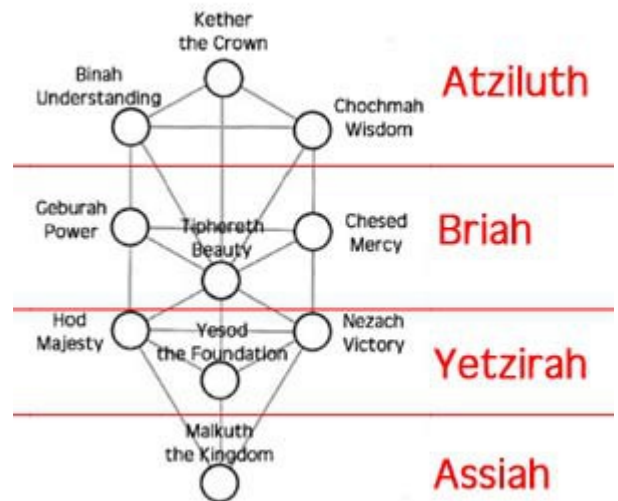 Kether
the Crown
Binah
Understanding
Chochmah
Wisdom
Atziluth
Geburah
Power
Tiphereth
Beauty
Chesed
Mercy
Briah
Hod
Majesty
Yesod
the Foundation
Nezach
Victory
Yetzirah
Malkuth
the Kingdom
Assiah